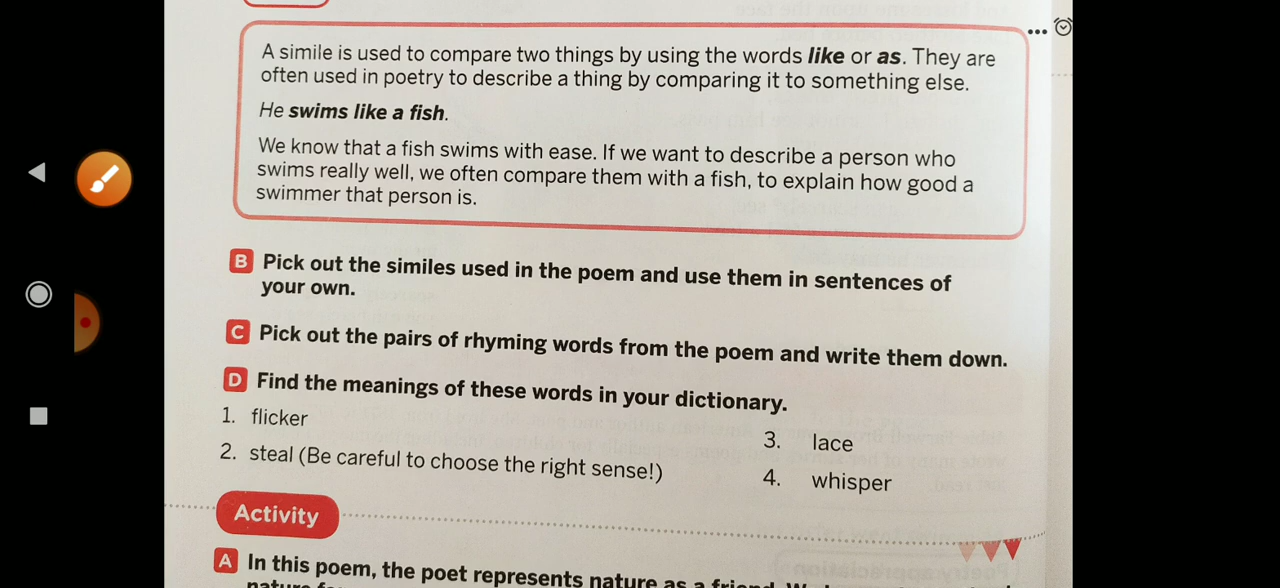 A simile is used to compare two things by using the words like or as. They are
often used in poetry to describe a thing by comparing it to something else.
He swims like a fish.
We know that a fish swims with ease. If we want to describe a person who
swims really well, we often compare them with a fish, to explain how good a
swimmer that person is.
B Pick out the similes used in the poem and use them in sentences of
your own.
C Pick out the pairs of rhyming words from the poem and write them down.
D Find the meanings of these words in your dictionary.
1. flicker
2. steal (Be careful to choose the right sense!)
3. lace
4. whisper
Activity
A In this poem, the poet represents nature as a friend.
nature